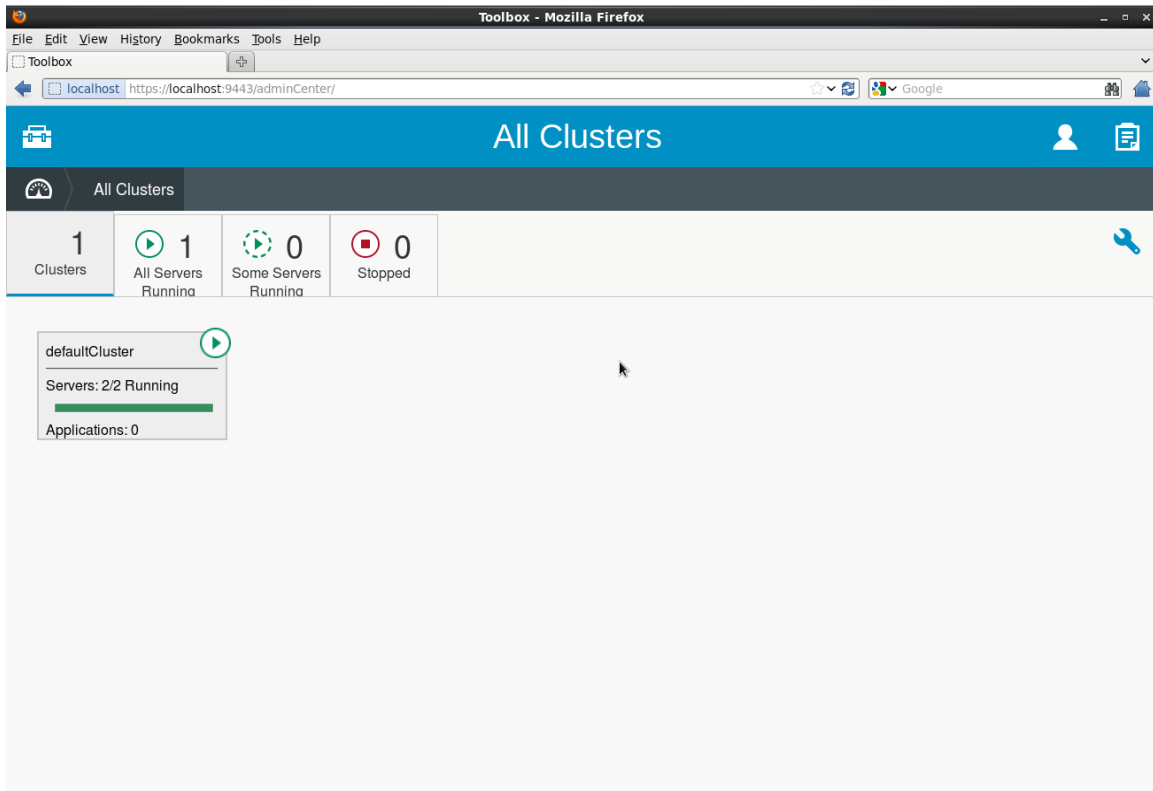 Toolbox - Mozilla Firefox
File Edit View History Bookmarks Tools Help
Toolbox
localhost https://localhost:9443/adminCenter/ Google
All Clusters
All Clusters
1
Clusters
1
All Servers
Running
0
Some Servers
Running
0
Stopped
defaultCluster
Servers: 2/2 Running
Applications: 0